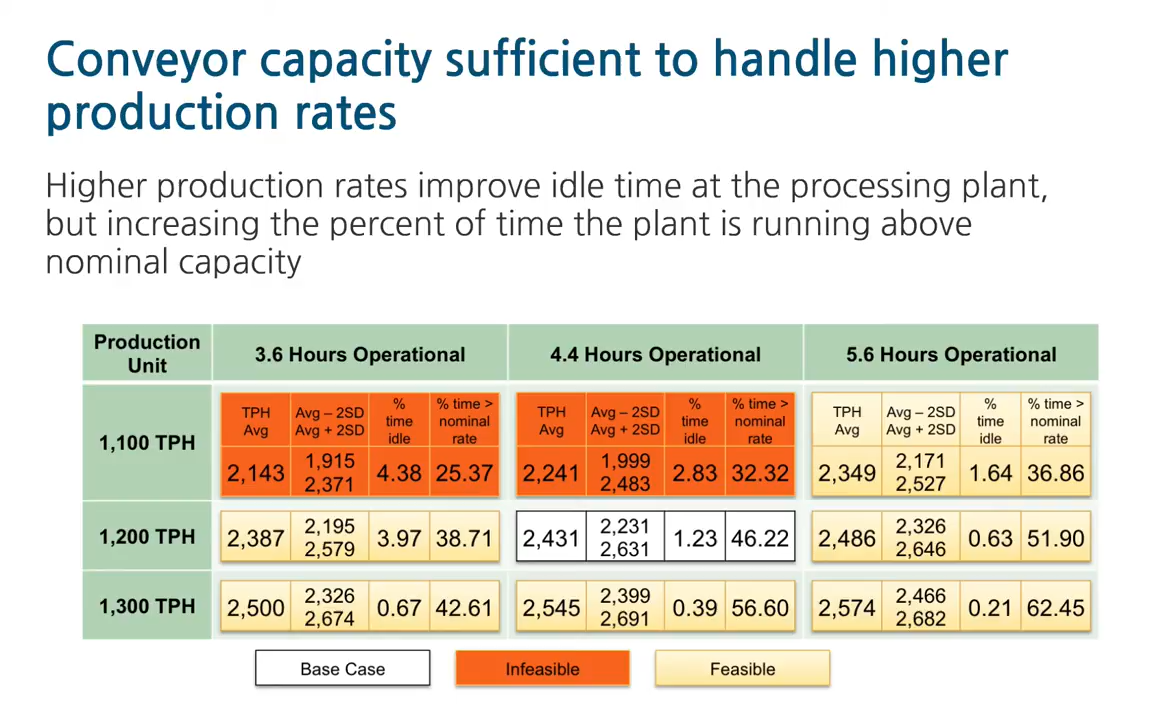 Conveyor capacity sufficient to handle higher
production rates
Higher production rates improve idle time at the processing plant,
but increasing the percent of time the plant is running above
nominal capacity
Production
Unit
3.6 Hours Operational
4.4 Hours Operational
5.6 Hours Operational
1,100 TPH
TPH
Avg
Avg – 2SD
Avg + 2SD
%
time
idle
% time >
nominal
rate
2,143
1,915
2,371
4.38
25.37
TPH
Avg
Avg – 2SD
Avg + 2SD
%
time
idle
% time >
nominal
rate
2,241
1,999
2,483
2.83
32.32
TPH
Avg
Avg – 2SD
Avg + 2SD
%
time
idle
% time >
nominal
rate
2,349
2,171
2,527
1.64
36.86
1,200 TPH
2,387
2,195
2,579
3.97
38.71
2,431
2,231
2,631
1.23
46.22
2,486
2,326
2,646
0.63
51.90
1,300 TPH
2,500
2,326
2,674
0.67
42.61
2,545
2,399
2,691
0.39
56.60
2,574
2,466
2,682
0.21
62.45
Base Case
Infeasible
Feasible